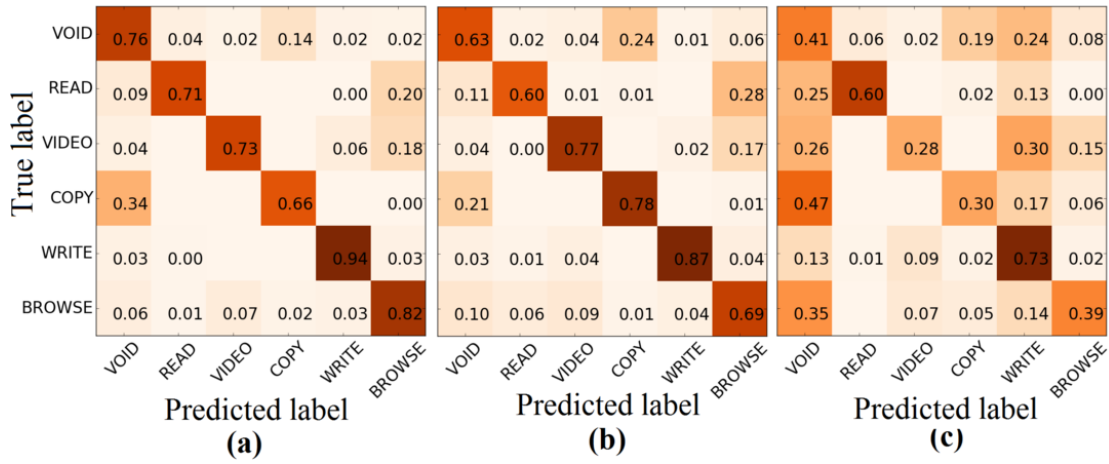 True label
VOID 0.76 0.04 0.02 0.14 0.02 0.02 0.63 0.02 0.04 0.24 0.01 0.06 0.41 0.06 0.02 0.19 0.24 0.08
READ 0.09 0.71 0.00 0.20 0.11 0.60 0.01 0.01 0.28 0.25 0.60 0.02 0.13 0.00
VIDEO 0.04 0.73 0.06 0.18 0.04 0.00 0.77 0.02 0.17 0.26 0.28 0.30 0.15
COPY 0.34 0.66 0.00 0.21 0.78 0.01 0.47 0.30 0.17 0.06
WRITE 0.03 0.00 0.94 0.03 0.03 0.01 0.04 0.87 0.04 0.13 0.01 0.09 0.02 0.73 0.02
BROWSE 0.06 0.01 0.07 0.02 0.03 0.82 0.10 0.06 0.09 0.01 0.04 0.69 0.35 0.07 0.05 0.14 0.39
VOID READ VIDEO COPY WRITE BROWSE VOID READ VIDEO COPY WRITE BROWSE VOID READ VIDEO COPY WRITE BROWSE
Predicted label Predicted label Predicted label
(a) (b) (c)